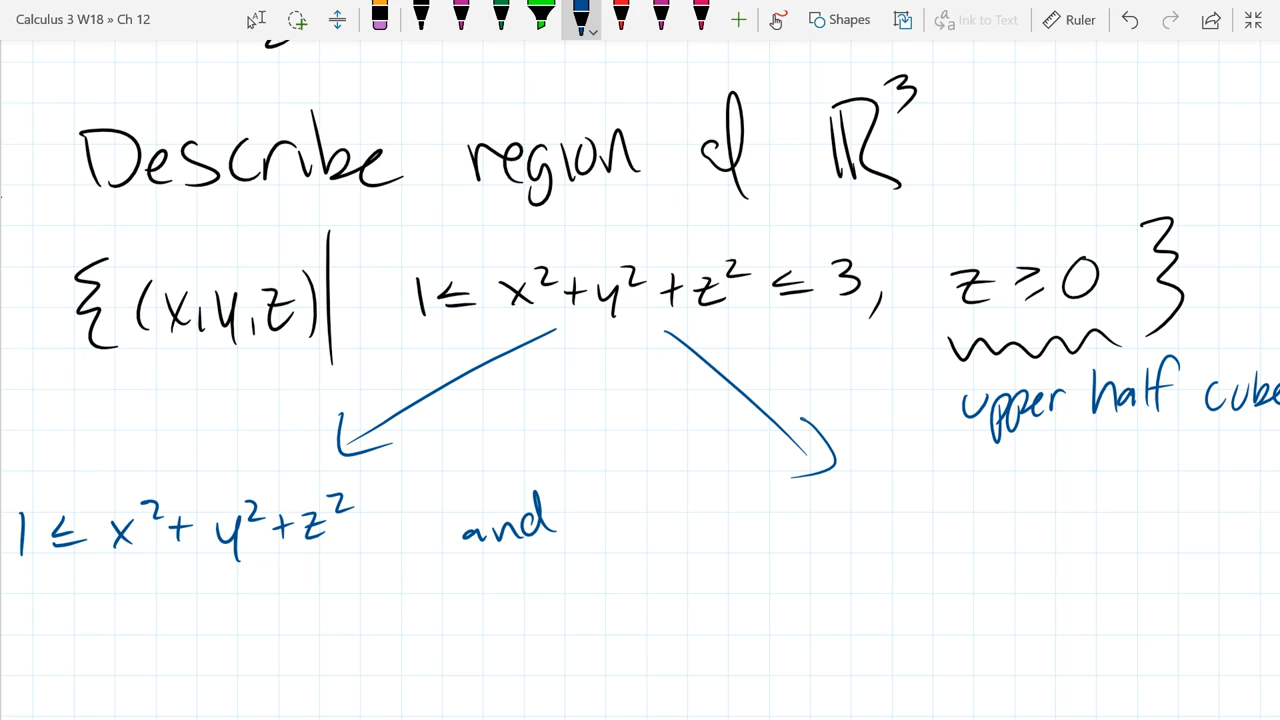 Calculus 3 W18 » Ch 12
Shapes
Ink to Text
Ruler
Describe region of ℝ³
{(x,y,z)| 1 ≤ x²+y²+z² ≤ 3, z ≥ 0}
upper half cube
1 ≤ x²+y²+z² and